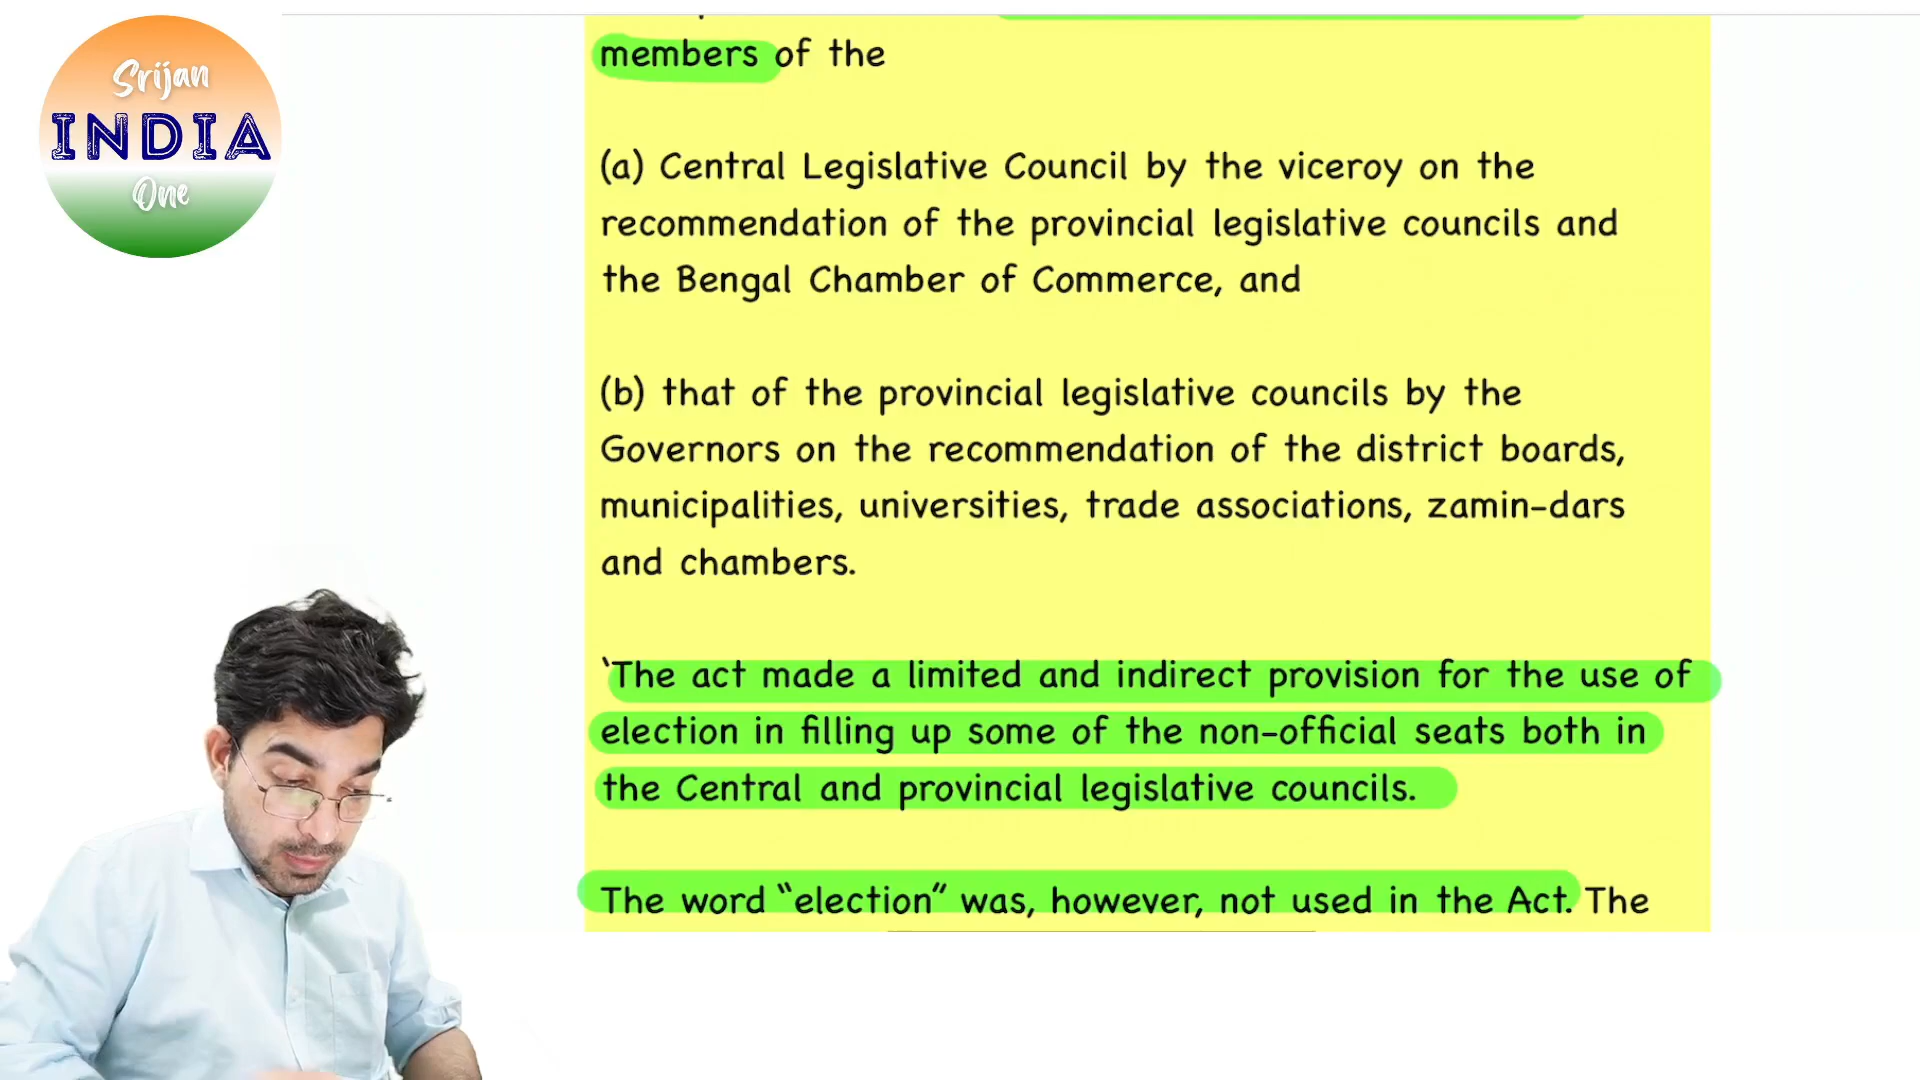 Srijan
INDIA
One
members of the
(a) Central Legislative Council by the viceroy on the
recommendation of the provincial legislative councils and
the Bengal Chamber of Commerce, and
(b) that of the provincial legislative councils by the
Governors on the recommendation of the district boards,
municipalities, universities, trade associations, zamin-dars
and chambers.
‘The act made a limited and indirect provision for the use of
election in filling up some of the non-official seats both in
the Central and provincial legislative councils.
The word “election” was, however, not used in the Act. The